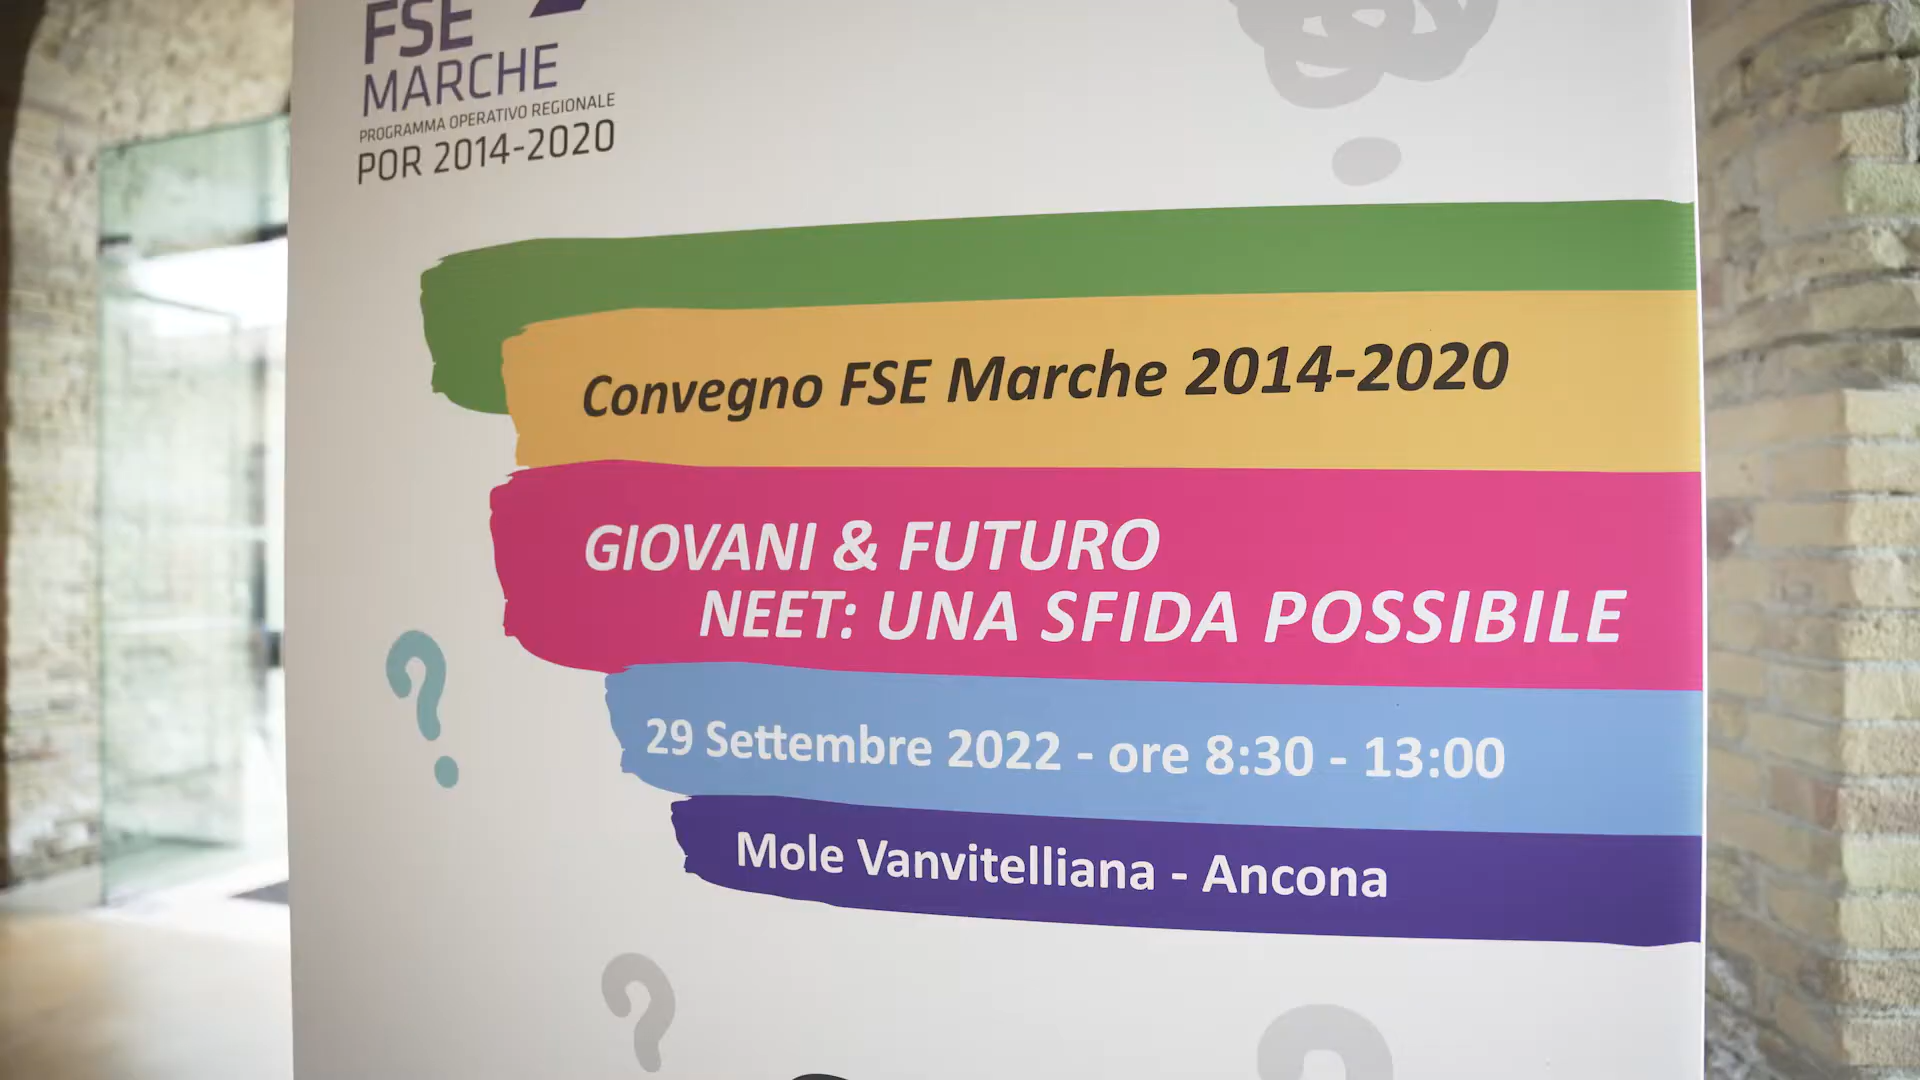 FSE
MARCHE
PROGRAMMA OPERATIVO REGIONALE
POR 2014-2020
Convegno FSE Marche 2014-2020
GIOVANI & FUTURO
NEET: UNA SFIDA POSSIBILE
29 Settembre 2022 - ore 8:30 - 13:00
Mole Vanvitelliana - Ancona